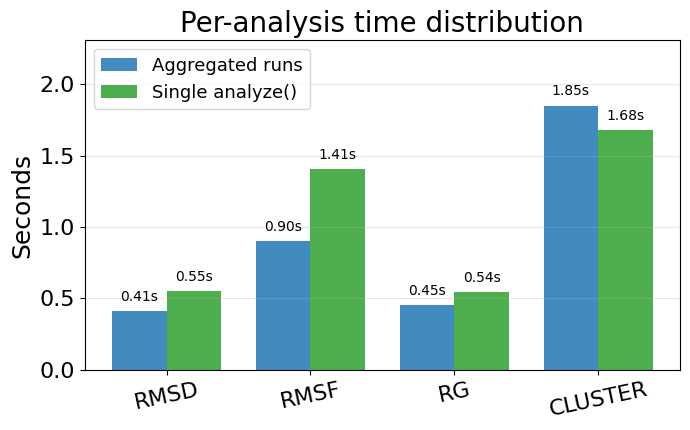 Per-analysis time distribution
Aggregated runs
Single analyze()
Seconds
2.0
1.5
1.0
0.5
0.0
0.41s
0.55s
0.90s
1.41s
0.45s
0.54s
1.85s
1.68s
RMSD
RMSF
RG
CLUSTER